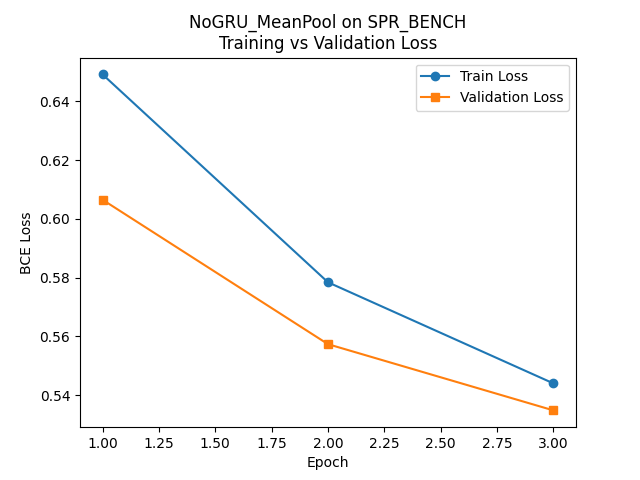 NoGRU_MeanPool on SPR_BENCH
Training vs Validation Loss
Train Loss
Validation Loss
BCE Loss
0.64
0.62
0.60
0.58
0.56
0.54
1.00 1.25 1.50 1.75 2.00 2.25 2.50 2.75 3.00
Epoch